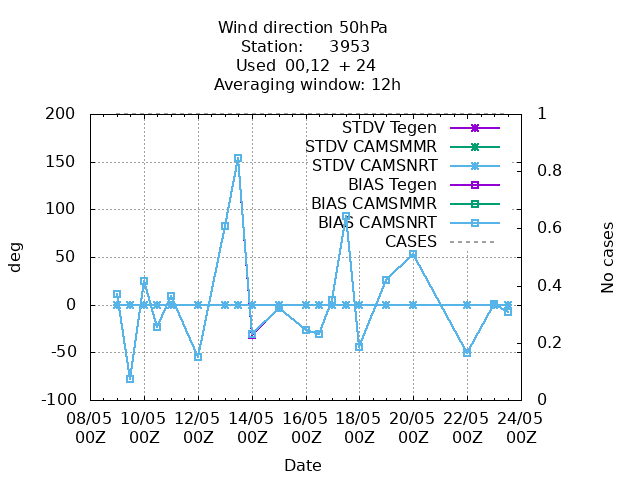 Wind direction 50hPa
Station: 3953
Used 00,12 + 24
Averaging window: 12h
200
150
100
50
0
-50
-100
deg
1
0.8
0.6
0.4
0.2
0
No cases
STDV Tegen
STDV CAMSMMR
STDV CAMSNRT
BIAS Tegen
BIAS CAMSMMR
BIAS CAMSNRT
CASES
08/05 10/05 12/05 14/05 16/05 18/05 20/05 22/05 24/05
00Z 00Z 00Z 00Z 00Z 00Z 00Z 00Z 00Z
Date